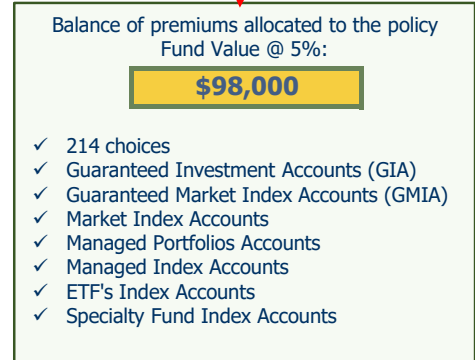 Balance of premiums allocated to the policy
Fund Value @ 5%:
$98,000
✓ 214 choices
✓ Guaranteed Investment Accounts (GIA)
✓ Guaranteed Market Index Accounts (GMIA)
✓ Market Index Accounts
✓ Managed Portfolios Accounts
✓ Managed Index Accounts
✓ ETF's Index Accounts
✓ Specialty Fund Index Accounts